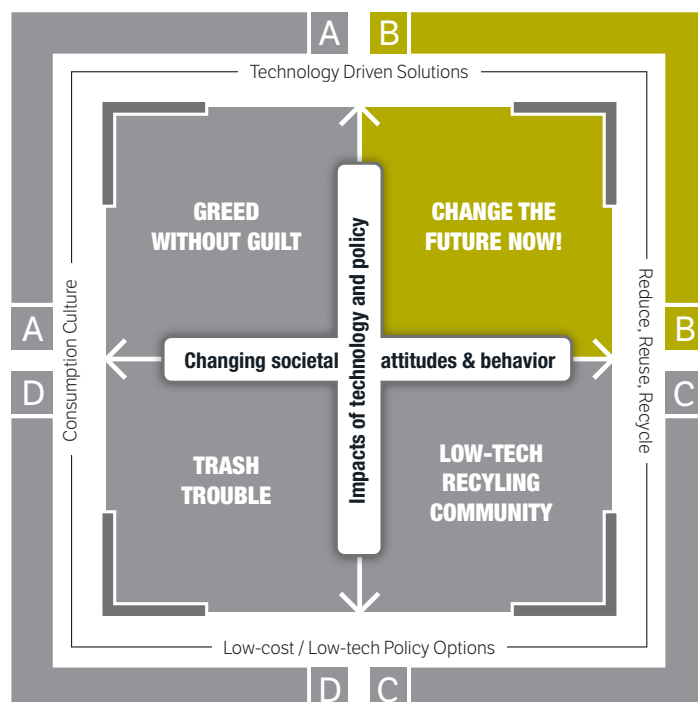 A B
Technology Driven Solutions
GREED
WITHOUT GUILT
CHANGE THE
FUTURE NOW!
Impacts of technology and policy
Consumption Culture
Reduce, Reuse, Recycle
A
B
Changing societal attitudes & behavior
D
C
TRASH
TROUBLE
LOW-TECH
RECYLING
COMMUNITY
Low-cost / Low-tech Policy Options
D C